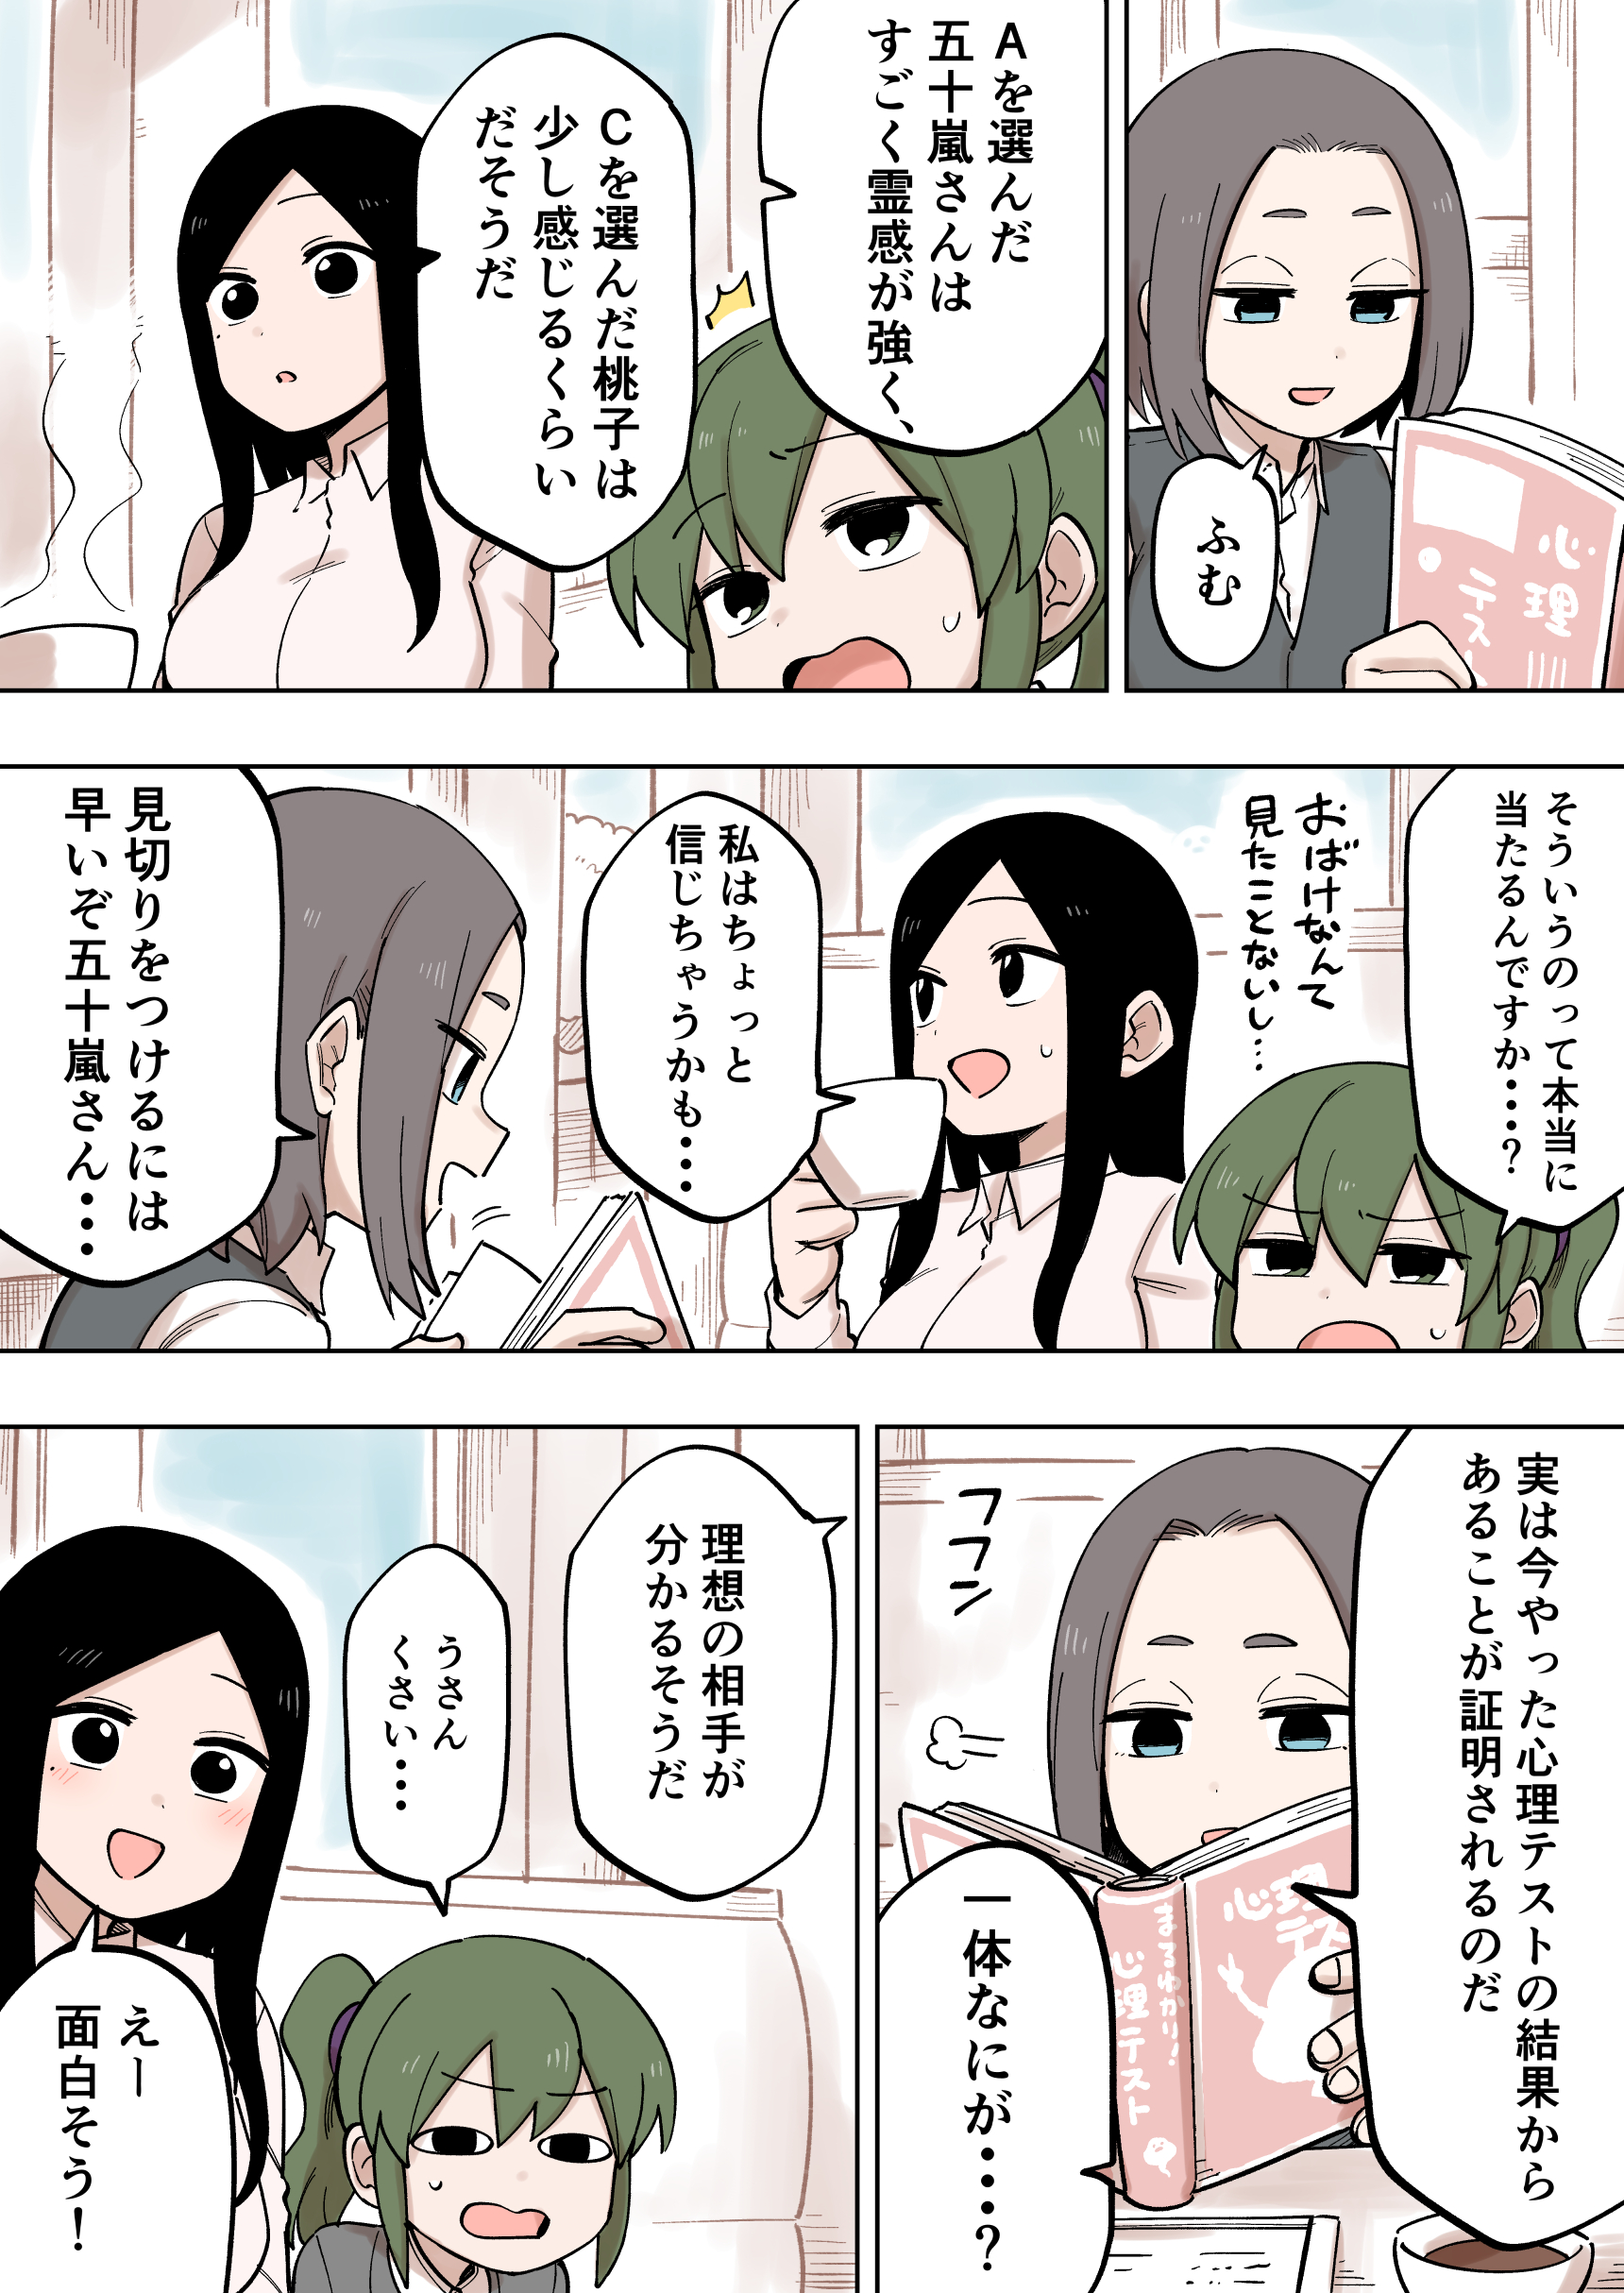 心理
テスト
ふむ
Aを選んだ
五十嵐さんは
すごく霊感が強く、
Cを選んだ桃子は
少し感じるくらい
だそうだ
そういうのって本当に
当たるんですか・・・・?
おばけなんて
見たことないし…
私はちょっと
信じちゃうかも・・・
見切りをつけるには
早いぞ五十嵐さん・・・・
実は今やった心理テストの結果から
あることが証明されるのだ
フフン
心理
テス
まるわかり!
心理テスト
一体なにが・・・・?
理想の相手が
分かるそうだ
うさん
くさい・・・
えー
面白そう!